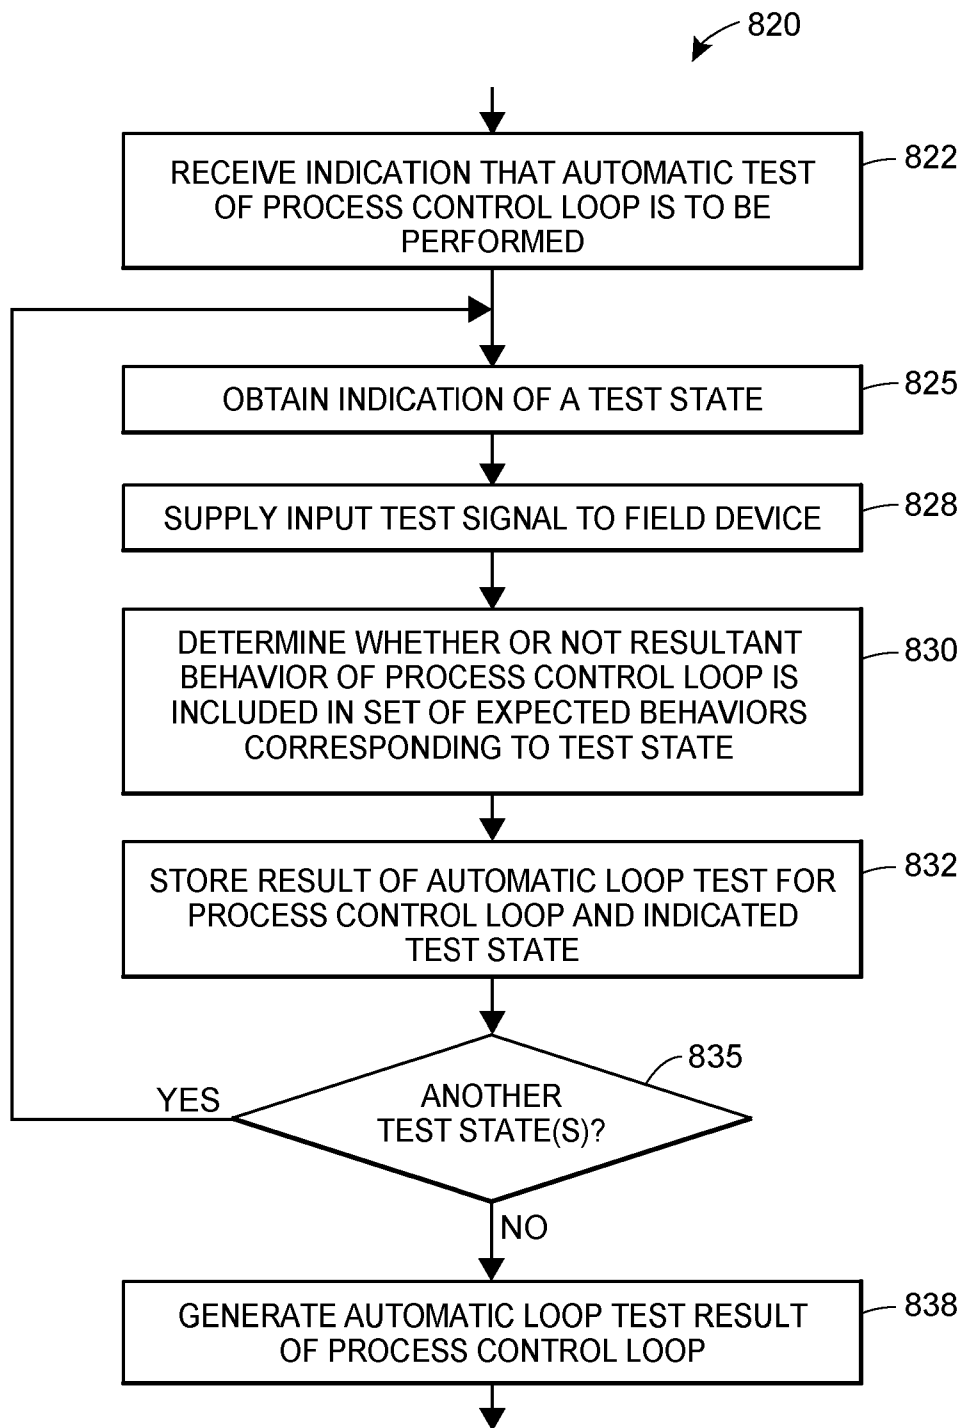 820
RECEIVE INDICATION THAT AUTOMATIC TEST
OF PROCESS CONTROL LOOP IS TO BE
PERFORMED
822
OBTAIN INDICATION OF A TEST STATE
825
SUPPLY INPUT TEST SIGNAL TO FIELD DEVICE
828
DETERMINE WHETHER OR NOT RESULTANT
BEHAVIOR OF PROCESS CONTROL LOOP IS
INCLUDED IN SET OF EXPECTED BEHAVIORS
CORRESPONDING TO TEST STATE
830
STORE RESULT OF AUTOMATIC LOOP TEST FOR
PROCESS CONTROL LOOP AND INDICATED
TEST STATE
832
835
YES
ANOTHER
TEST STATE(S)?
NO
GENERATE AUTOMATIC LOOP TEST RESULT
OF PROCESS CONTROL LOOP
838